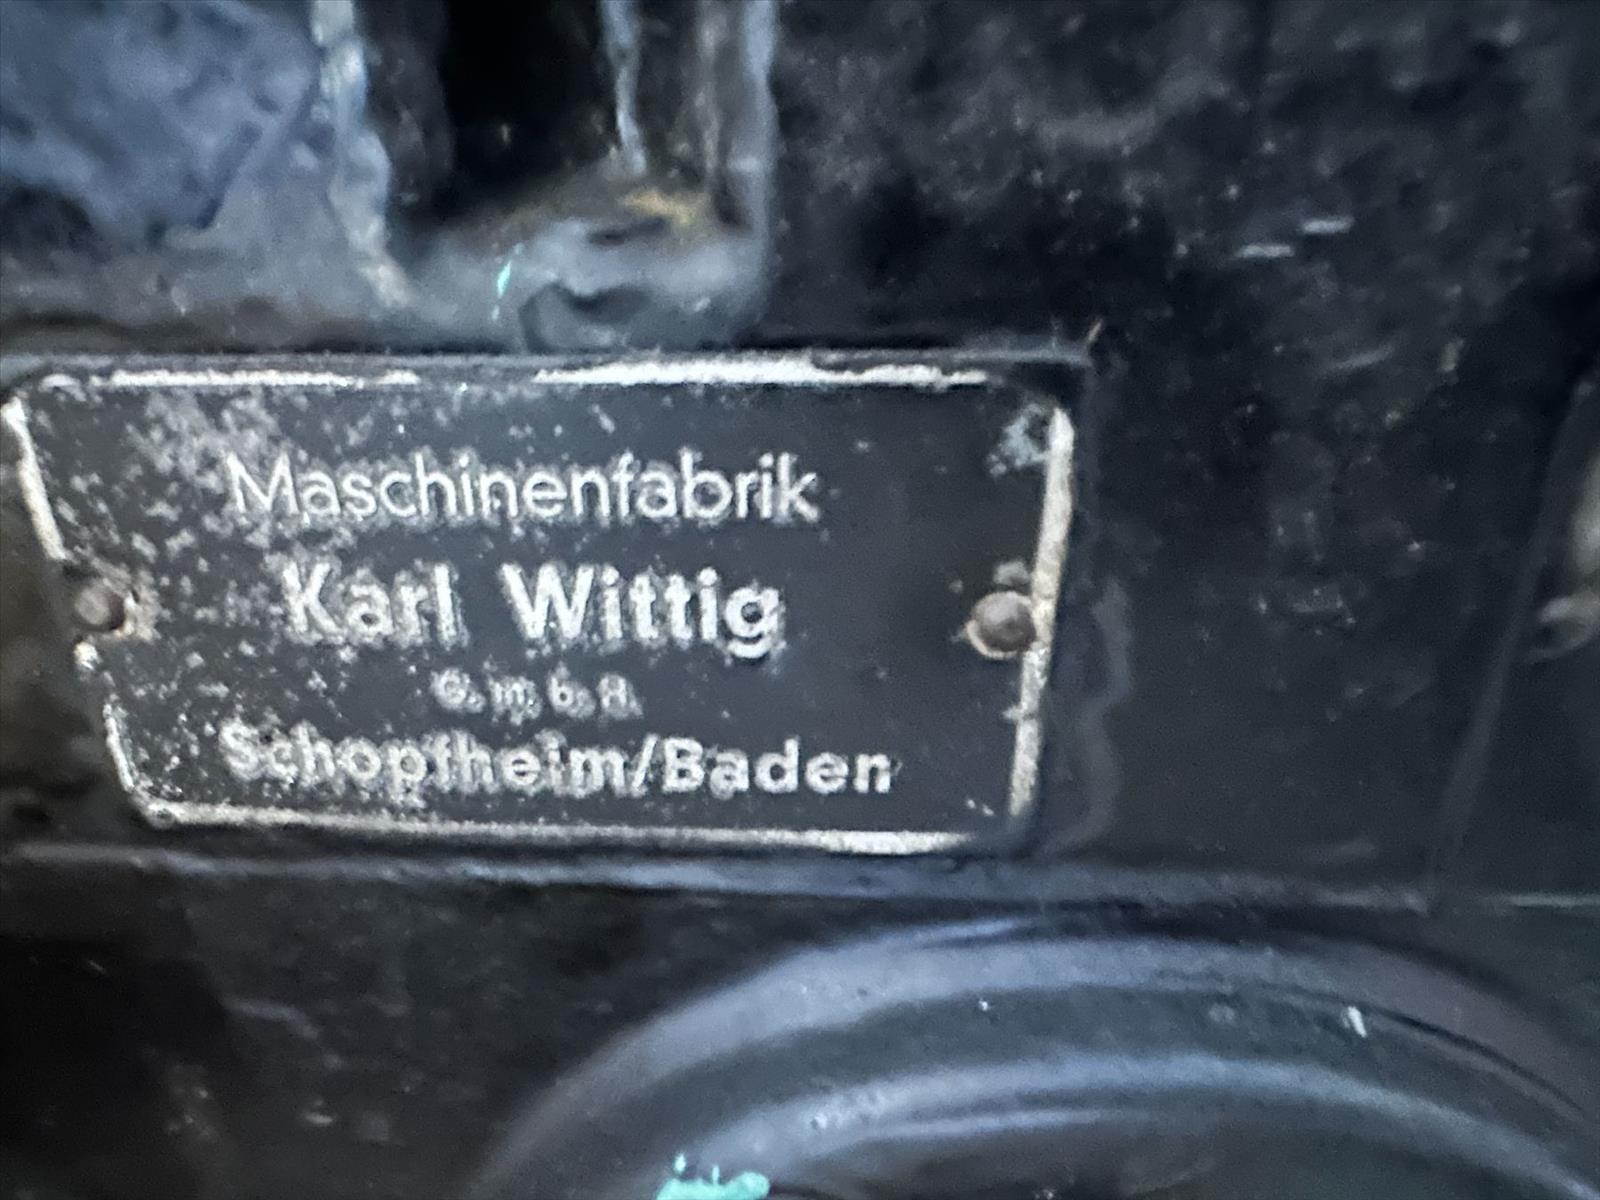 Maschinenfabrik
Karl Wittig
G. m. b. H.
Schopfheim/Baden